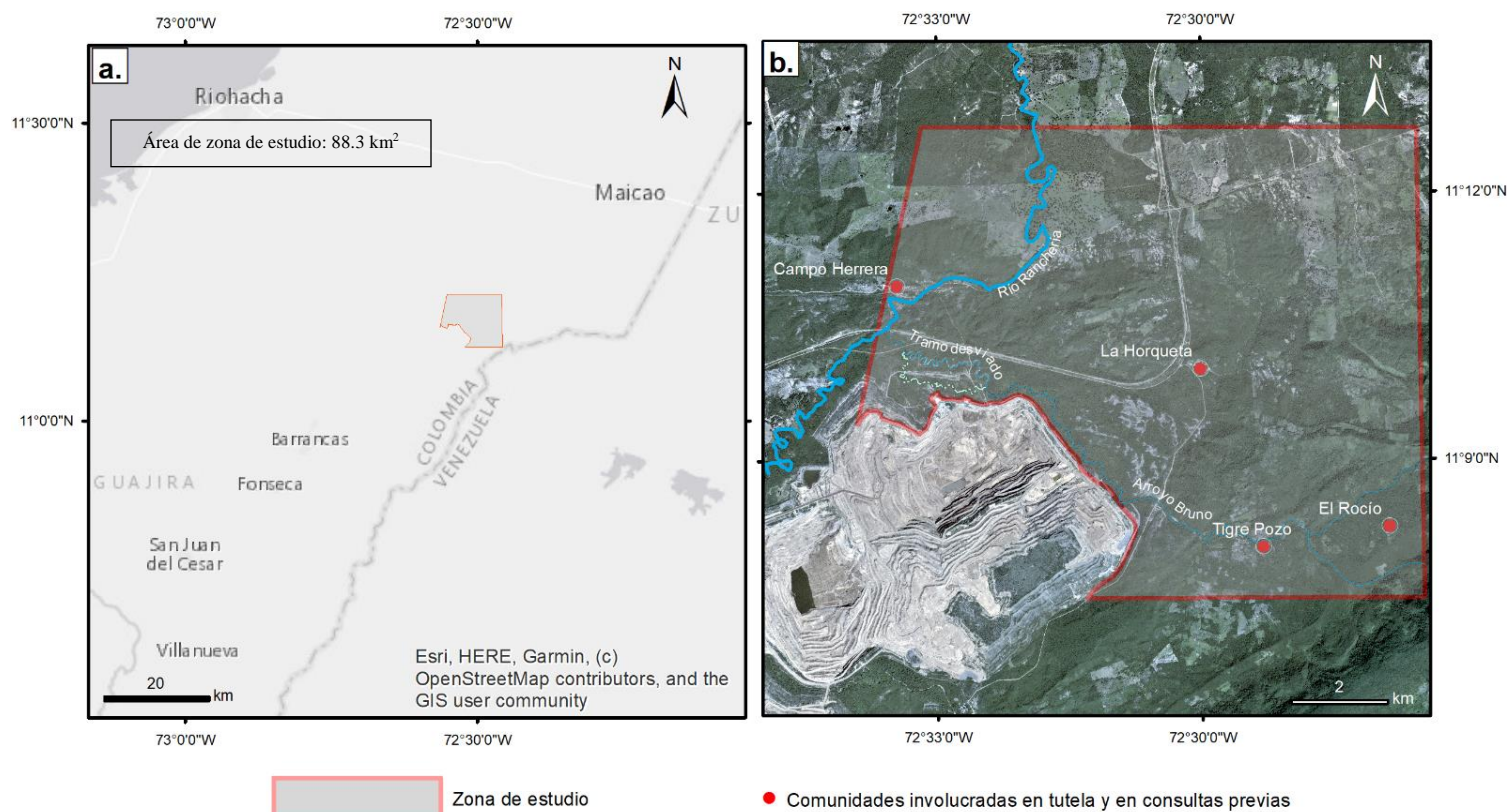 73°0'0"W
72°30'0"W
72°33'0"W
72°30'0"W
a.
N
Riohacha
11°30'0"N
Área de zona de estudio: 88.3 km²
Maicao
ZU
COLOMBIA
VENEZUELA
11°0'0"N
Barrancas
GUAJIRA
Fonseca
San Juan
del Cesar
Villanueva
Esri, HERE, Garmin, (c)
OpenStreetMap contributors, and the
GIS user community
20
km
73°0'0"W
72°30'0"W
b.
N
11°12'0"N
Campo Herrera
Río Ranchería
Tramo desviado
La Horqueta
11°9'0"N
Arroyo Bruno
El Rocío
Tigre Pozo
2
km
72°33'0"W
72°30'0"W
Zona de estudio
Comunidades involucradas en tutela y en consultas previas